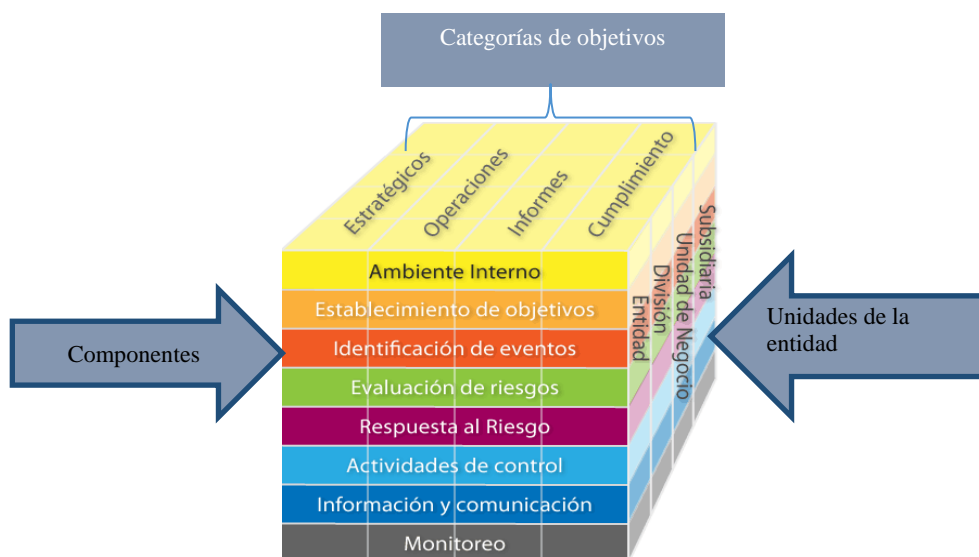 Categorías de objetivos
Estratégicos
Operaciones
Informes
Cumplimiento
Ambiente Interno
Establecimiento de objetivos
Identificación de eventos
Evaluación de riesgos
Respuesta al Riesgo
Actividades de control
Información y comunicación
Monitoreo
Entidad
División
Unidad de Negocio
Subsidiaria
Componentes
Unidades de la
entidad